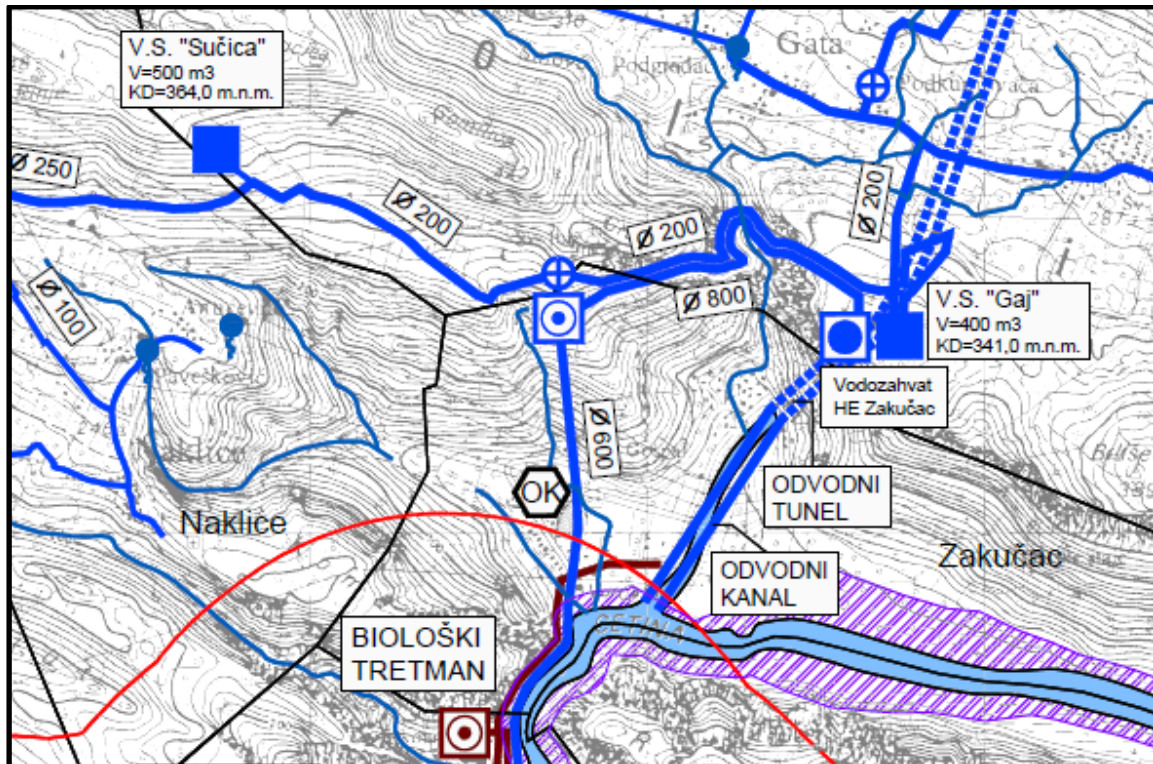 V.S. "Sučica"
V=500 m3
KD=364,0 m.n.m.
Gata
Ø 250
Ø 200
Ø 200
Ø 200
Ø 100
Ø 800
V.S. "Gaj"
V=400 m3
KD=341,0 m.n.m.
Vodozahvat
HE Zakučac
Ø 600
OK
Naklice
Naklice
ODVODNI
TUNEL
Zakučac
ODVODNI
KANAL
CETINA
BIOLOŠKI
TRETMAN